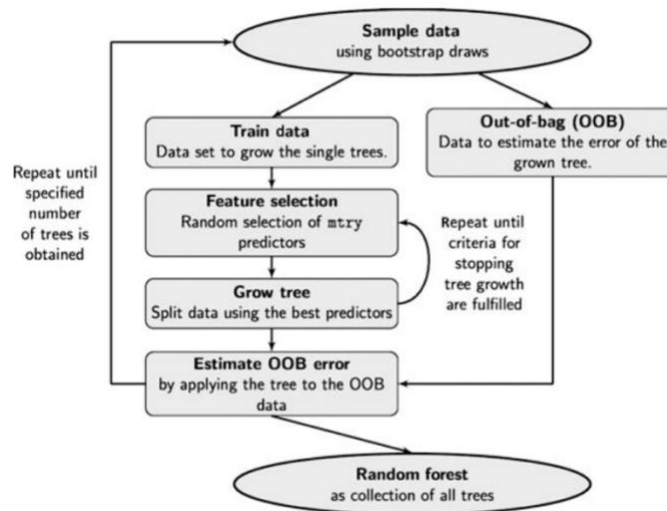 Sample data
using bootstrap draws
Train data
Data set to grow the single trees.
Out-of-bag (OOB)
Data to estimate the error of the
grown tree.
Repeat until
specified
number
of trees is
obtained
Feature selection
Random selection of mtry
predictors
Repeat until
criteria for
stopping
tree growth
are fulfilled
Grow tree
Split data using the best predictors
Estimate OOB error
by applying the tree to the OOB
data
Random forest
as collection of all trees